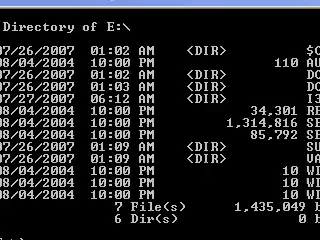 Directory of E:\
07/26/2007 01:02 AM <DIR> $O
08/04/2004 10:00 PM 110 AU
07/26/2007 01:02 AM <DIR> DO
07/26/2007 01:03 AM <DIR> DO
07/27/2007 06:12 AM <DIR> I3
08/04/2004 10:00 PM 34,301 RE
08/04/2004 10:00 PM 1,314,816 SE
08/04/2004 10:00 PM 85,792 SE
07/26/2007 01:09 AM <DIR> SU
07/26/2007 01:09 AM <DIR> VA
08/04/2004 10:00 PM 10 WI
08/04/2004 10:00 PM 10 WI
08/04/2004 10:00 PM 10 WI
7 File(s) 1,435,049 b
6 Dir(s) 0 b